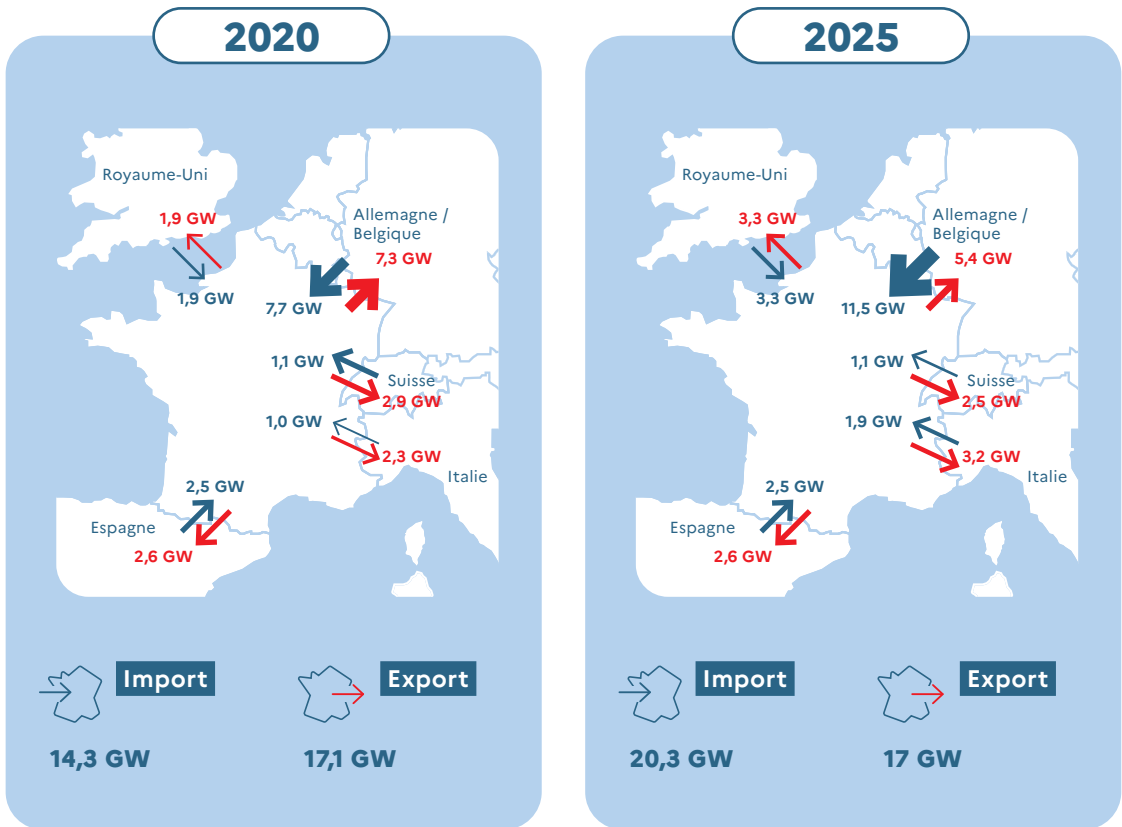 2020
Royaume-Uni
1,9 GW
1,9 GW
Allemagne /
Belgique
7,3 GW
7,7 GW
1,1 GW
Suisse
2,9 GW
1,0 GW
2,3 GW
Italie
2,5 GW
Espagne
2,6 GW
Import
Export
14,3 GW
17,1 GW
2025
Royaume-Uni
3,3 GW
3,3 GW
Allemagne /
Belgique
5,4 GW
11,5 GW
1,1 GW
Suisse
2,5 GW
1,9 GW
3,2 GW
Italie
2,5 GW
Espagne
2,6 GW
Import
Export
20,3 GW
17 GW